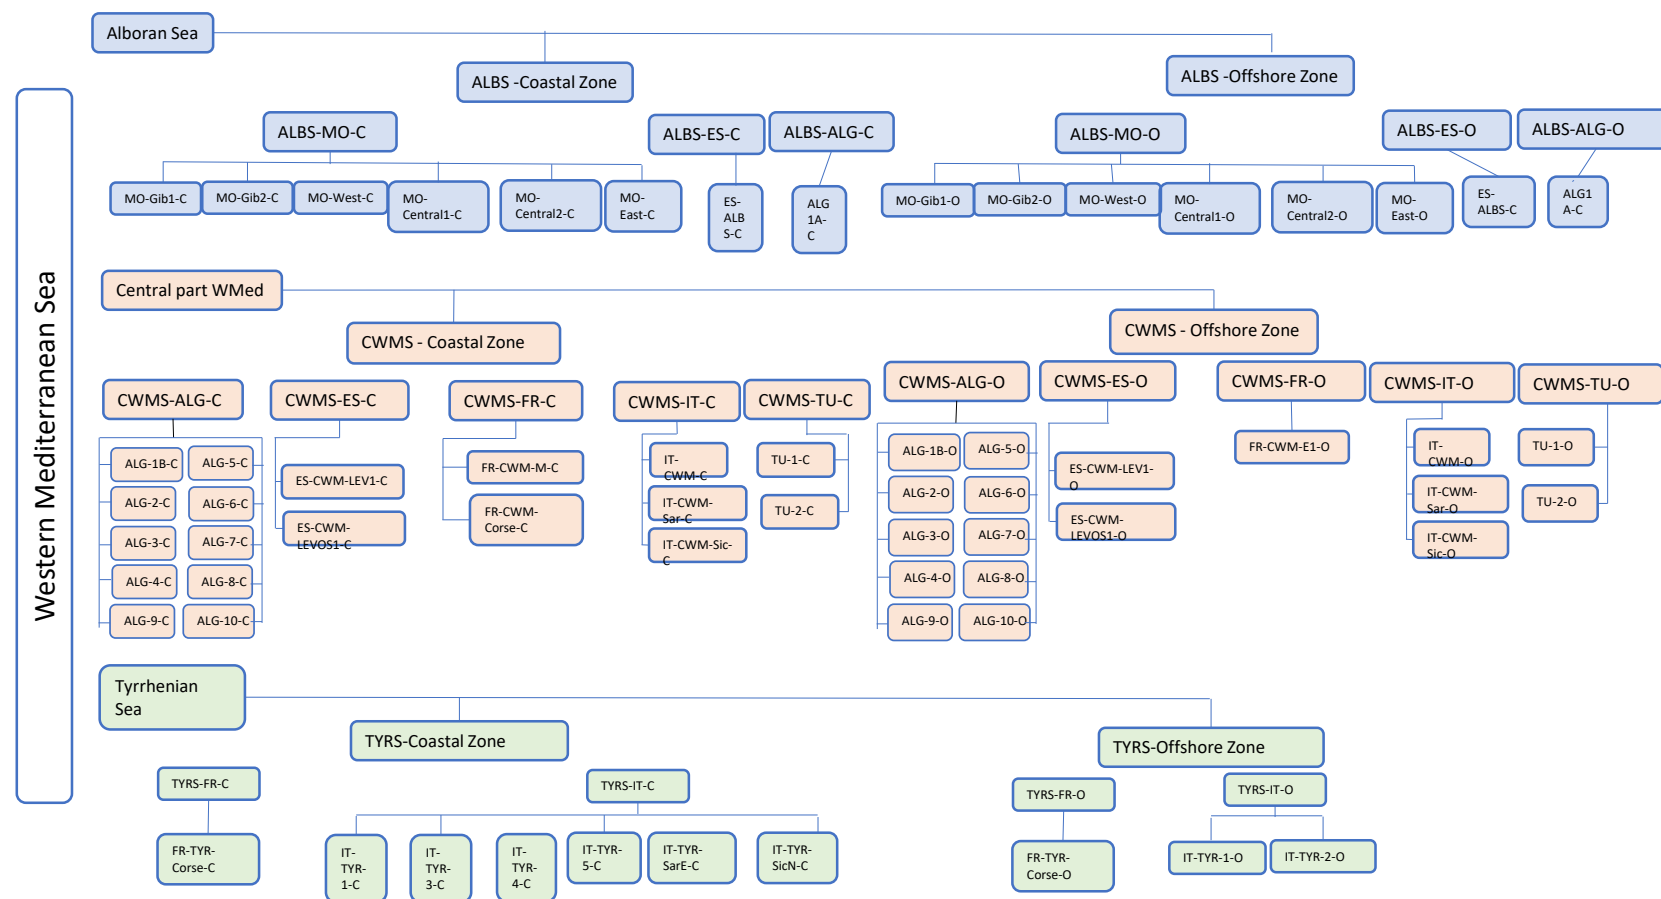 Western Mediterranean Sea
Alboran Sea
ALBS -Coastal Zone
ALBS -Offshore Zone
ALBS-MO-C
ALBS-ES-C
ALBS-ALG-C
ALBS-MO-O
ALBS-ES-O
ALBS-ALG-O
MO-Gib1-C
MO-Gib2-C
MO-West-C
MO-
Central1-C
MO-
Central2-C
MO-
East-C
ES-
ALB
S-C
ALG
1A-
C
MO-Gib1-O
MO-Gib2-O
MO-West-O
MO-
Central1-O
MO-
Central2-O
MO-
East-O
ES-
ALBS-C
ALG1
A-C
Central part WMed
CWMS - Coastal Zone
CWMS - Offshore Zone
CWMS-ALG-C
CWMS-ES-C
CWMS-FR-C
CWMS-IT-C
CWMS-TU-C
CWMS-ALG-O
CWMS-ES-O
CWMS-FR-O
CWMS-IT-O
CWMS-TU-O
ALG-1B-C
ALG-5-C
ALG-2-C
ALG-6-C
ALG-3-C
ALG-7-C
ALG-4-C
ALG-8-C
ALG-9-C
ALG-10-C
ES-CWM-LEV1-C
ES-CWM-
LEVOS1-C
FR-CWM-M-C
FR-CWM-
Corse-C
IT-
CWM-C
IT-CWM-
Sar-C
IT-CWM-Sic-
C
TU-1-C
TU-2-C
ALG-1B-O
ALG-5-O
ALG-2-O
ALG-6-O
ALG-3-O
ALG-7-O
ALG-4-O
ALG-8-O
ALG-9-O
ALG-10-O
ES-CWM-LEV1-
O
ES-CWM-
LEVOS1-O
FR-CWM-E1-O
IT-
CWM-O
IT-CWM-
Sar-O
IT-CWM-
Sic-O
TU-1-O
TU-2-O
Tyrrhenian
Sea
TYRS-Coastal Zone
TYRS-Offshore Zone
TYRS-FR-C
TYRS-IT-C
TYRS-FR-O
TYRS-IT-O
FR-TYR-
Corse-C
IT-
TYR-
1-C
IT-
TYR-
3-C
IT-
TYR-
4-C
IT-TYR-
5-C
IT-TYR-
SarE-C
IT-TYR-
SicN-C
FR-TYR-
Corse-O
IT-TYR-1-O
IT-TYR-2-O